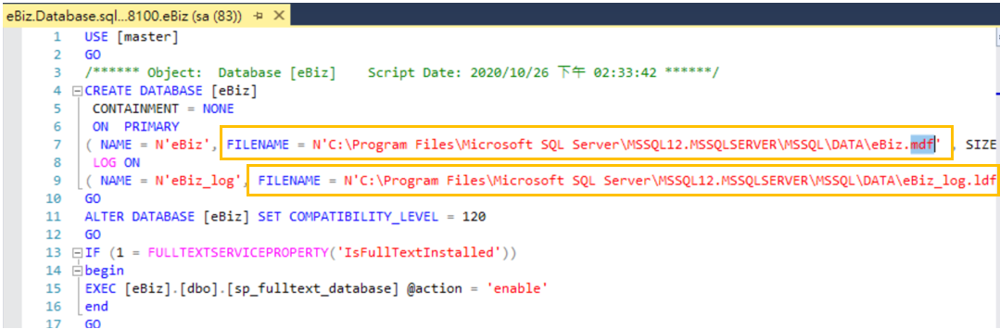 eBiz.Database.sql...8100.eBiz (sa (83))
1 USE [master]
2 GO
3 /****** Object:  Database [eBiz]    Script Date: 2020/10/26 下午 02:33:42 ******/
4 CREATE DATABASE [eBiz]
5 CONTAINMENT = NONE
6 ON  PRIMARY
7 ( NAME = N'eBiz', FILENAME = N'C:\Program Files\Microsoft SQL Server\MSSQL12.MSSQLSERVER\MSSQL\DATA\eBiz.mdf' , SIZE
8 LOG ON
9 ( NAME = N'eBiz_log', FILENAME = N'C:\Program Files\Microsoft SQL Server\MSSQL12.MSSQLSERVER\MSSQL\DATA\eBiz_log.ldf
10 GO
11 ALTER DATABASE [eBiz] SET COMPATIBILITY_LEVEL = 120
12 GO
13 IF (1 = FULLTEXTSERVICEPROPERTY('IsFullTextInstalled'))
14 begin
15 EXEC [eBiz].[dbo].[sp_fulltext_database] @action = 'enable'
16 end
17 GO